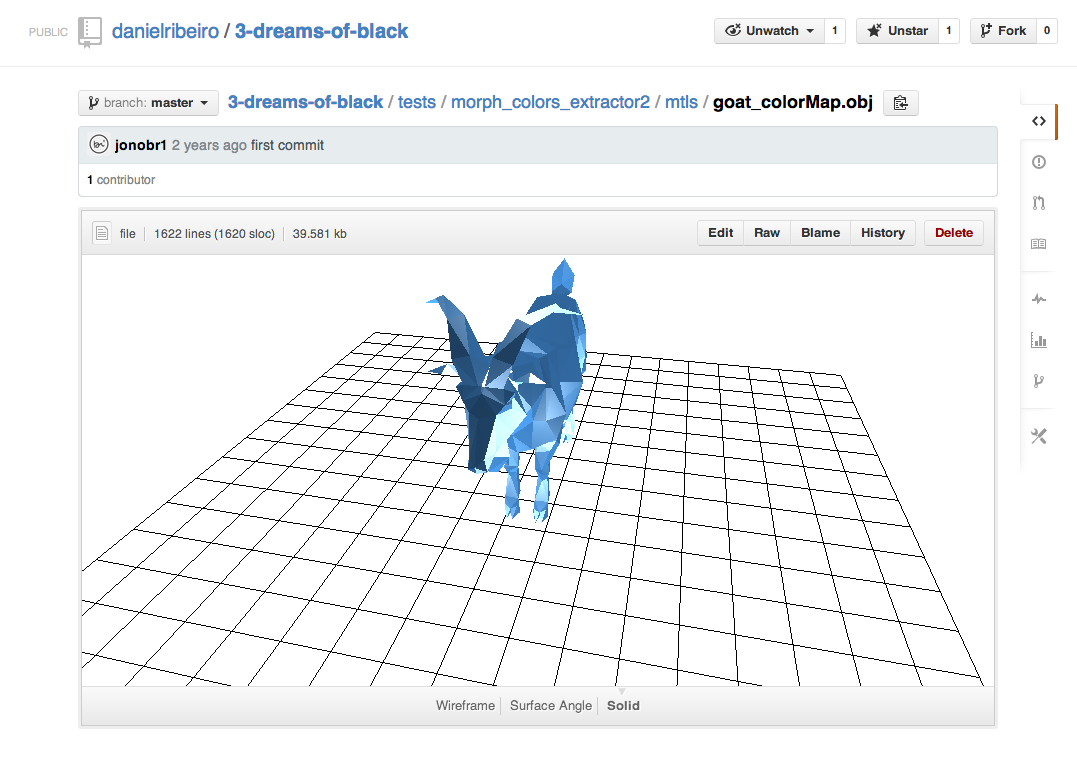 PUBLIC danielribeiro / 3-dreams-of-black Unwatch 1 Unstar 1 Fork 0
branch: master 3-dreams-of-black / tests / morph_colors_extractor2 / mtls / goat_colorMap.obj
jonobr1 2 years ago first commit
1 contributor
file 1622 lines (1620 sloc) 39.581 kb Edit Raw Blame History Delete
Wireframe Surface Angle Solid